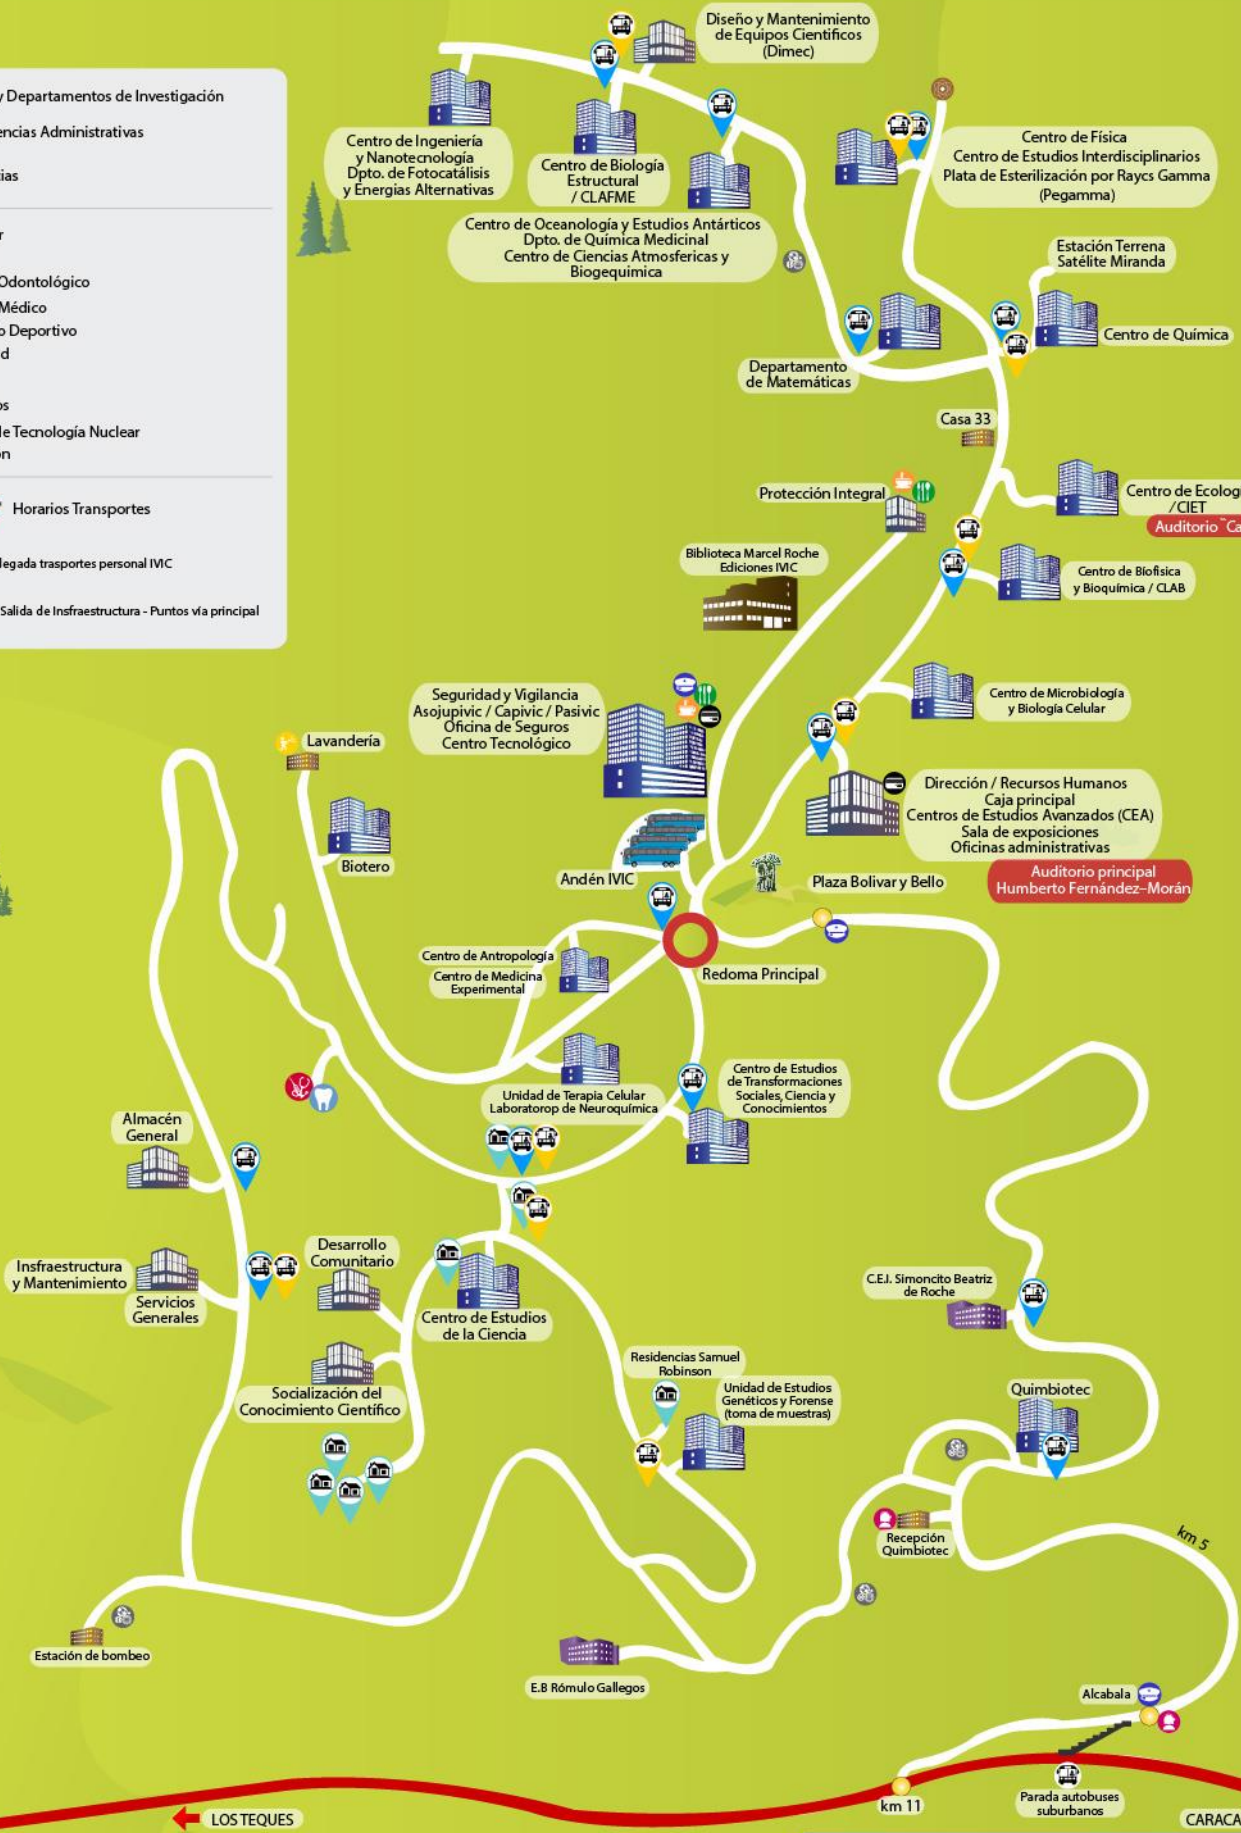 y Departamentos de Investigación
encias Administrativas
ias
r
Odontológico
Médico
o Deportivo
d
os
de Tecnología Nuclear
ón
Horarios Transportes
legada trasportes personal IVIC
Salida de Insfraestructura - Puntos vía principal
Diseño y Mantenimiento
de Equipos Cientificos
(Dimec)
Centro de Ingeniería
y Nanotecnología
Dpto. de Fotocatálisis
y Energías Alternativas
Centro de Biología
Estructural
/ CLAFME
Centro de Oceanología y Estudios Antárticos
Dpto. de Química Medicinal
Centro de Ciencias Atmosfericas y
Biogequimica
Centro de Física
Centro de Estudios Interdisciplinarios
Plata de Esterilización por Raycs Gamma
(Pegamma)
Estación Terrena
Satélite Miranda
Centro de Química
Departamento
de Matemáticas
Casa 33
Protección Integral
Centro de Ecologí
/CIET
Auditorio ¨Ca
Biblioteca Marcel Roche
Ediciones IVIC
Centro de Biofísica
y Bioquímica / CLAB
Seguridad y Vigilancia
Asojupivic / Capivic / Pasivic
Oficina de Seguros
Centro Tecnológico
Centro de Microbiología
y Biología Celular
Lavandería
Biotero
Dirección / Recursos Humanos
Caja principal
Centros de Estudios Avanzados (CEA)
Sala de exposiciones
Oficinas administrativas
Auditorio principal
Humberto Fernández–Morán
Andén IVIC
Plaza Bolivar y Bello
Centro de Antropología
Centro de Medicina
Experimental
Redoma Principal
Unidad de Terapia Celular
Laboratorop de Neuroquímica
Centro de Estudios
de Transformaciones
Sociales, Ciencia y
Conocimientos
Almacén
General
Insfraestructura
y Mantenimiento
Servicios
Generales
Desarrollo
Comunitario
Centro de Estudios
de la Ciencia
C.E.I. Simoncito Beatriz
de Roche
Socialización del
Conocimiento Científico
Residencias Samuel
Robinson
Unidad de Estudios
Genéticos y Forense
(toma de muestras)
Quimbiotec
Recepción
Quimbiotec
km 5
Estación de bombeo
E.B Rómulo Gallegos
Alcabala
km 11
Parada autobuses
suburbanos
LOS TEQUES
CARACA